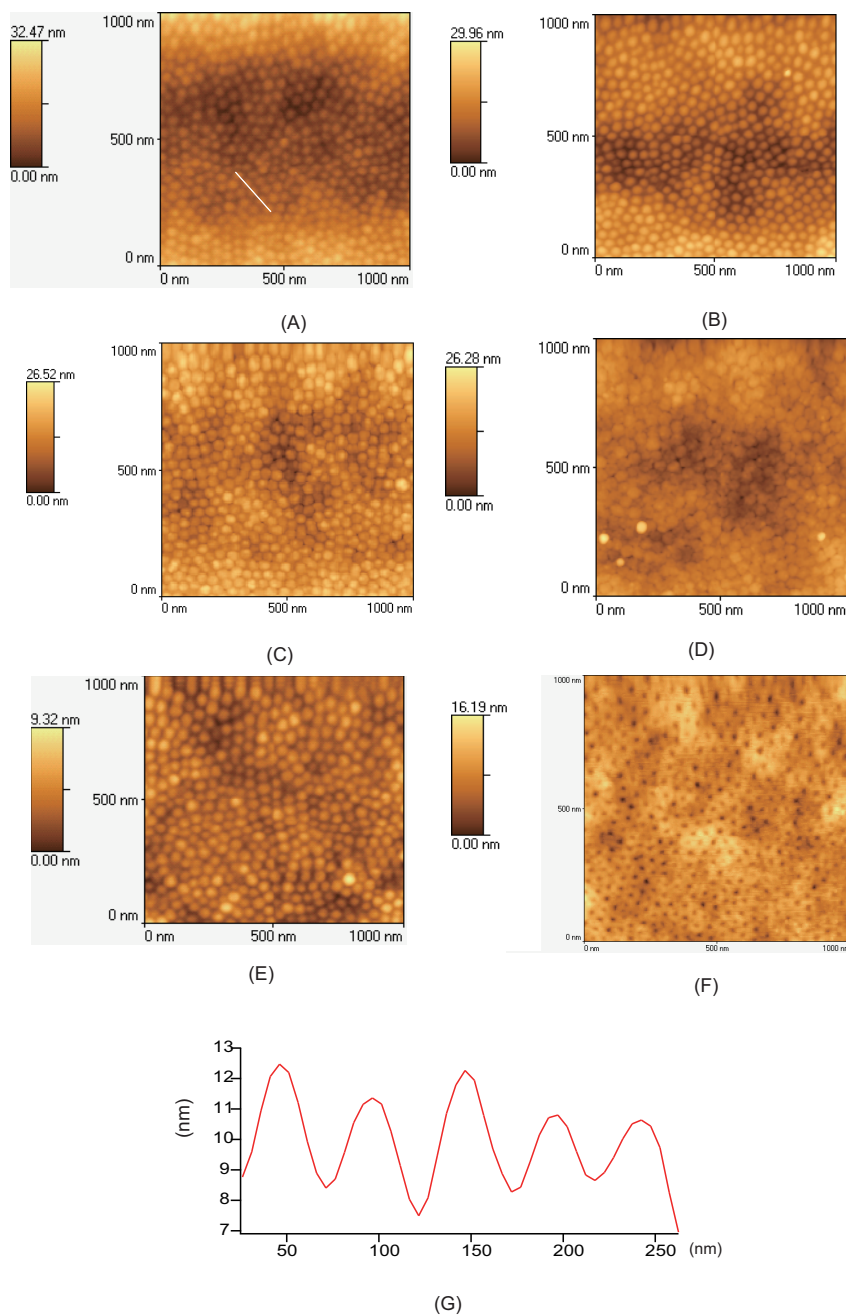 32.47 nm
0.00 nm
1000 nm
500 nm
0 nm
0 nm
500 nm
1000 nm
(A)
29.96 nm
0.00 nm
1000 nm
500 nm
0 nm
0 nm
500 nm
1000 nm
(B)
26.52 nm
0.00 nm
1000 nm
500 nm
0 nm
0 nm
500 nm
1000 nm
(C)
26.28 nm
0.00 nm
1000 nm
500 nm
0 nm
0 nm
500 nm
1000 nm
(D)
9.32 nm
0.00 nm
1000 nm
500 nm
0 nm
0 nm
500 nm
1000 nm
(E)
16.19 nm
0.00 nm
1000 nm
500 nm
0 nm
0 nm
500 nm
1000 nm
(F)
(nm)
13
12
11
10
9
8
7
50
100
150
200
250
(nm)
(G)